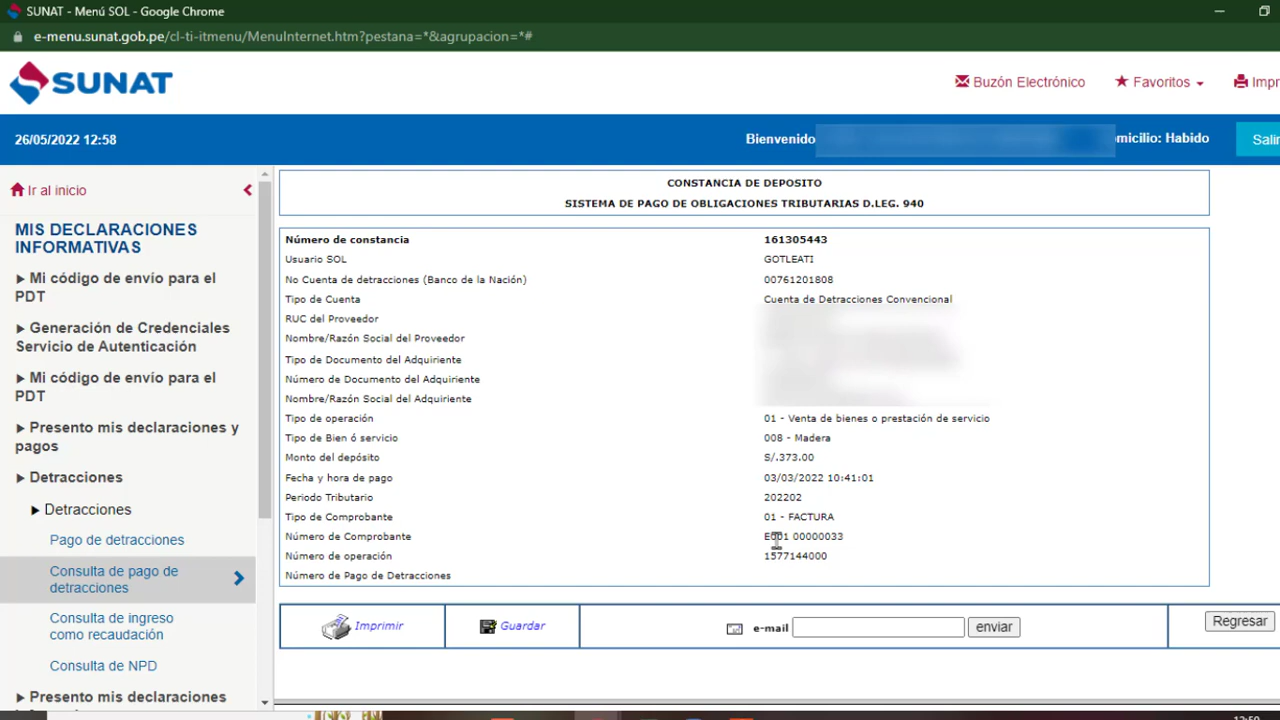 SUNAT - Menú SOL - Google Chrome
e-menu.sunat.gob.pe/cl-ti-itmenu/MenuInternet.htm?pestana=*&agrupacion=*#
SUNAT
Buzón Electrónico
Favoritos
Impr
26/05/2022 12:58
Bienvenido
omicilio: Habido
Salir
Ir al inicio
MIS DECLARACIONES
INFORMATIVAS
Mi código de envío para el
PDT
Generación de Credenciales
Servicio de Autenticación
Mi código de envío para el
PDT
Presento mis declaraciones y
pagos
Detracciones
Detracciones
Pago de detracciones
Consulta de pago de
detracciones
Consulta de ingreso
como recaudación
Consulta de NPD
Presento mis declaraciones
CONSTANCIA DE DEPOSITO
SISTEMA DE PAGO DE OBLIGACIONES TRIBUTARIAS D.LEG. 940
Número de constancia 161305443
Usuario SOL GOTLEATI
No Cuenta de detracciones (Banco de la Nación) 00761201808
Tipo de Cuenta Cuenta de Detracciones Convencional
RUC del Proveedor
Nombre/Razón Social del Proveedor
Tipo de Documento del Adquiriente
Número de Documento del Adquiriente
Nombre/Razón Social del Adquiriente
Tipo de operación 01 - Venta de bienes o prestación de servicio
Tipo de Bien ó servicio 008 - Madera
Monto del depósito S/.373.00
Fecha y hora de pago 03/03/2022 10:41:01
Periodo Tributario 202202
Tipo de Comprobante 01 - FACTURA
Número de Comprobante E001 00000033
Número de operación 1577144000
Número de Pago de Detracciones
Imprimir
Guardar
e-mail
enviar
Regresar